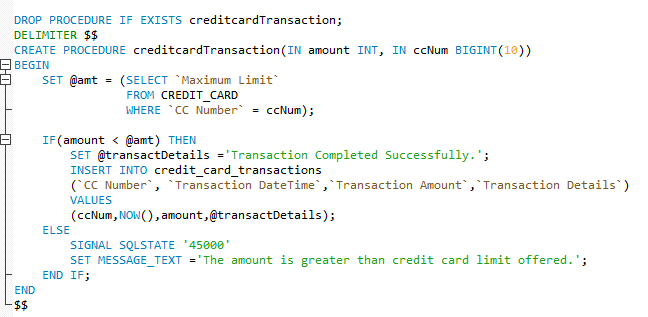 DROP PROCEDURE IF EXISTS creditcardTransaction;
DELIMITER $$
CREATE PROCEDURE creditcardTransaction(IN amount INT, IN ccNum BIGINT(10))
BEGIN
    SET @amt = (SELECT `Maximum Limit`
                FROM CREDIT_CARD
                WHERE `CC Number` = ccNum);

    IF(amount < @amt) THEN
        SET @transactDetails ='Transaction Completed Successfully.';
        INSERT INTO credit_card_transactions
        (`CC Number`, `Transaction DateTime`,`Transaction Amount`,`Transaction Details`)
        VALUES
        (ccNum,NOW(),amount,@transactDetails);
    ELSE
        SIGNAL SQLSTATE '45000'
        SET MESSAGE_TEXT ='The amount is greater than credit card limit offered.';
    END IF;
END
$$